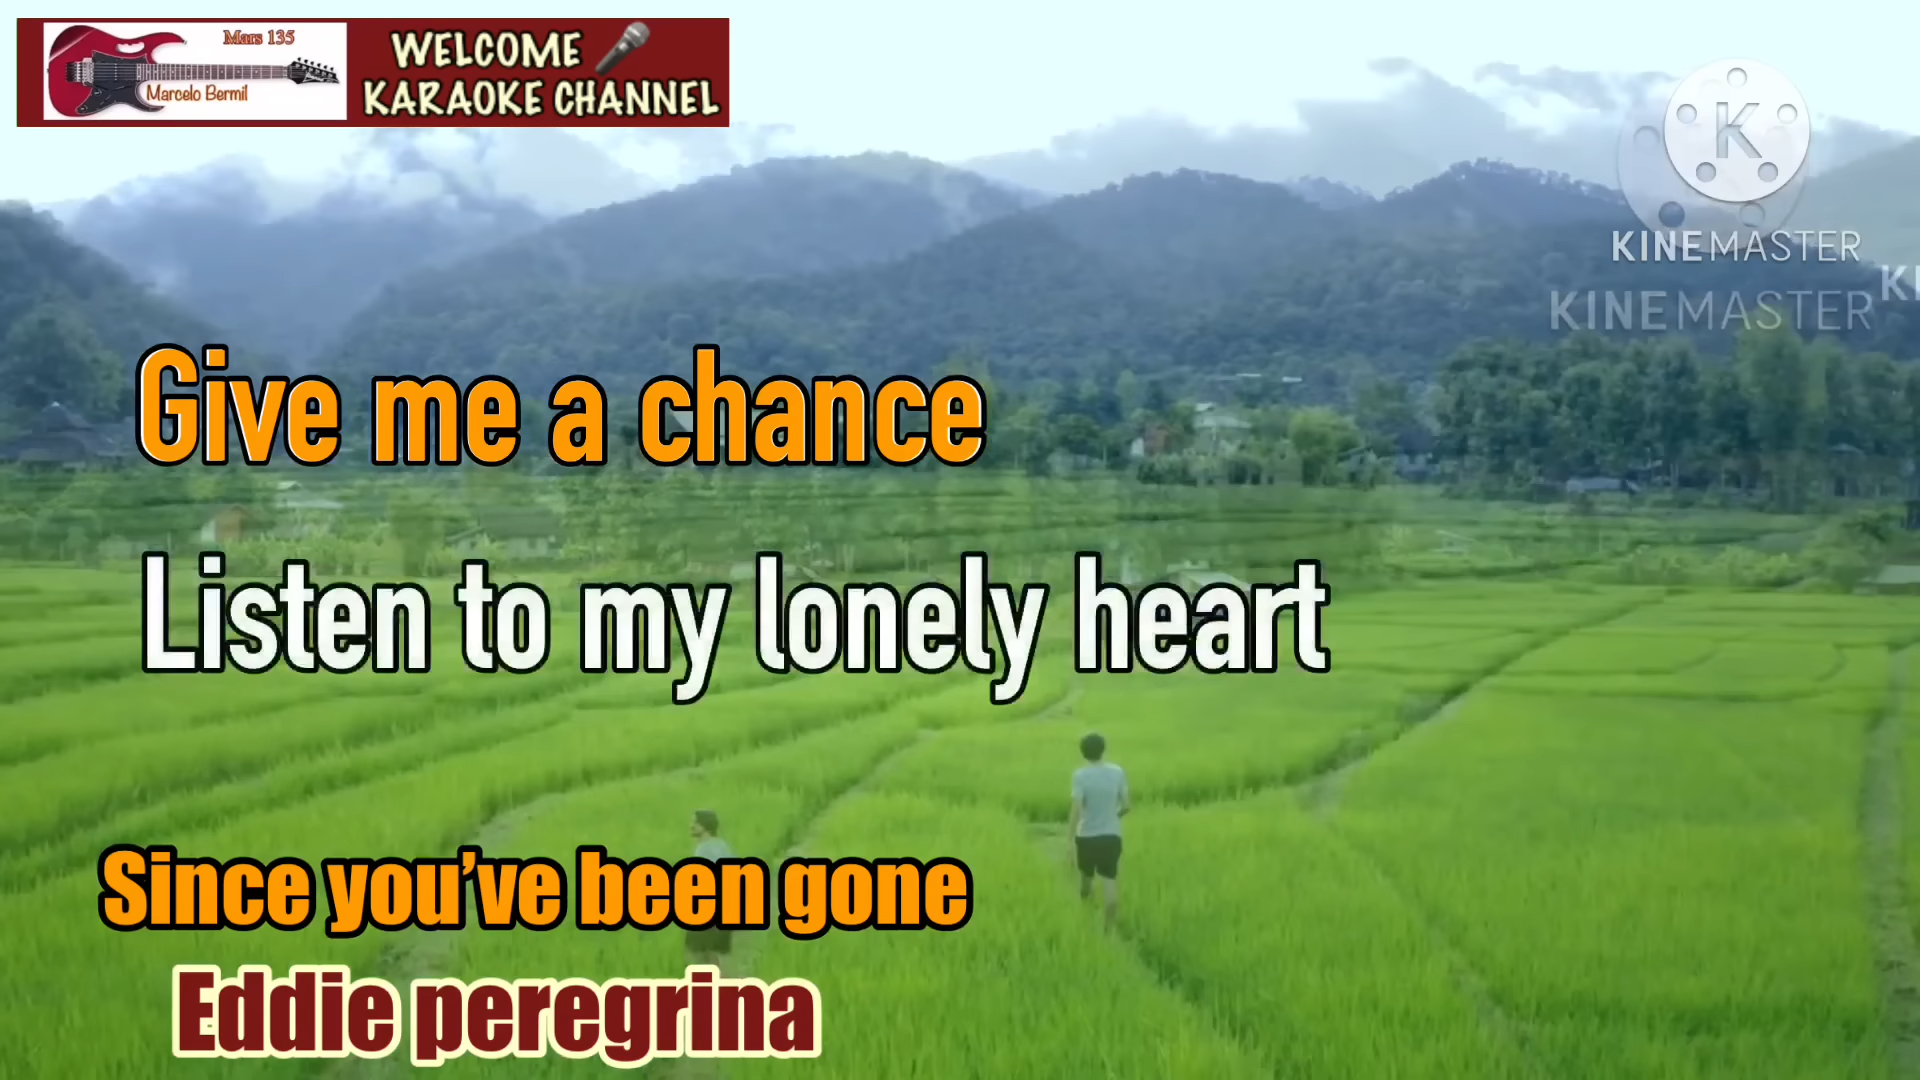 Mars 135
Marcelo Bermil
WELCOME
KARAOKE CHANNEL
K
KINEMASTER
KINEMASTER
KI
Give me a chance
Listen to my lonely heart
Since you've been gone
Eddie peregrina